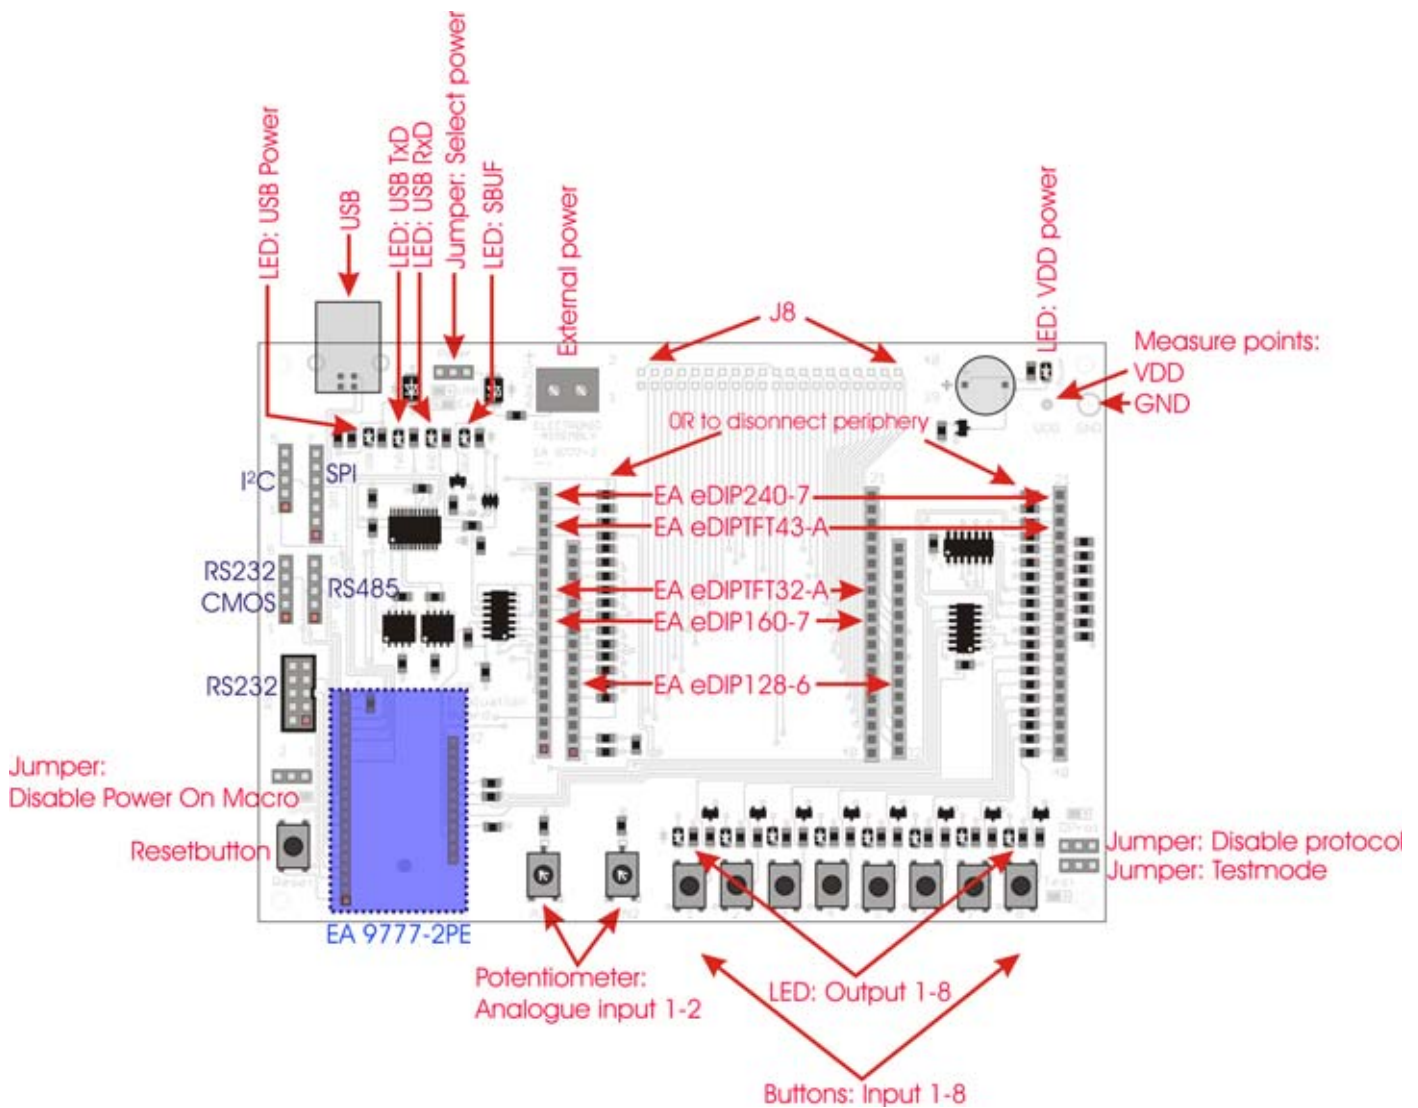 LED: USB Power
USB
LED: USB TxD
LED: USB RxD
Jumper: Select power
LED: SBUF
External power
J8
LED: VDD power
Measure points:
VDD
GND
0R to disonnect periphery
I²C
SPI
EA eDIP240-7
EA eDIPTFT43-A
RS232
CMOS
RS485
EA eDIPTFT32-A
EA eDIP160-7
RS232
EA eDIP128-6
Jumper:
Disable Power On Macro
Resetbutton
Jumper: Disable protocol
Jumper: Testmode
EA 9777-2PE
Potentiometer:
Analogue input 1-2
LED: Output 1-8
Buttons: Input 1-8